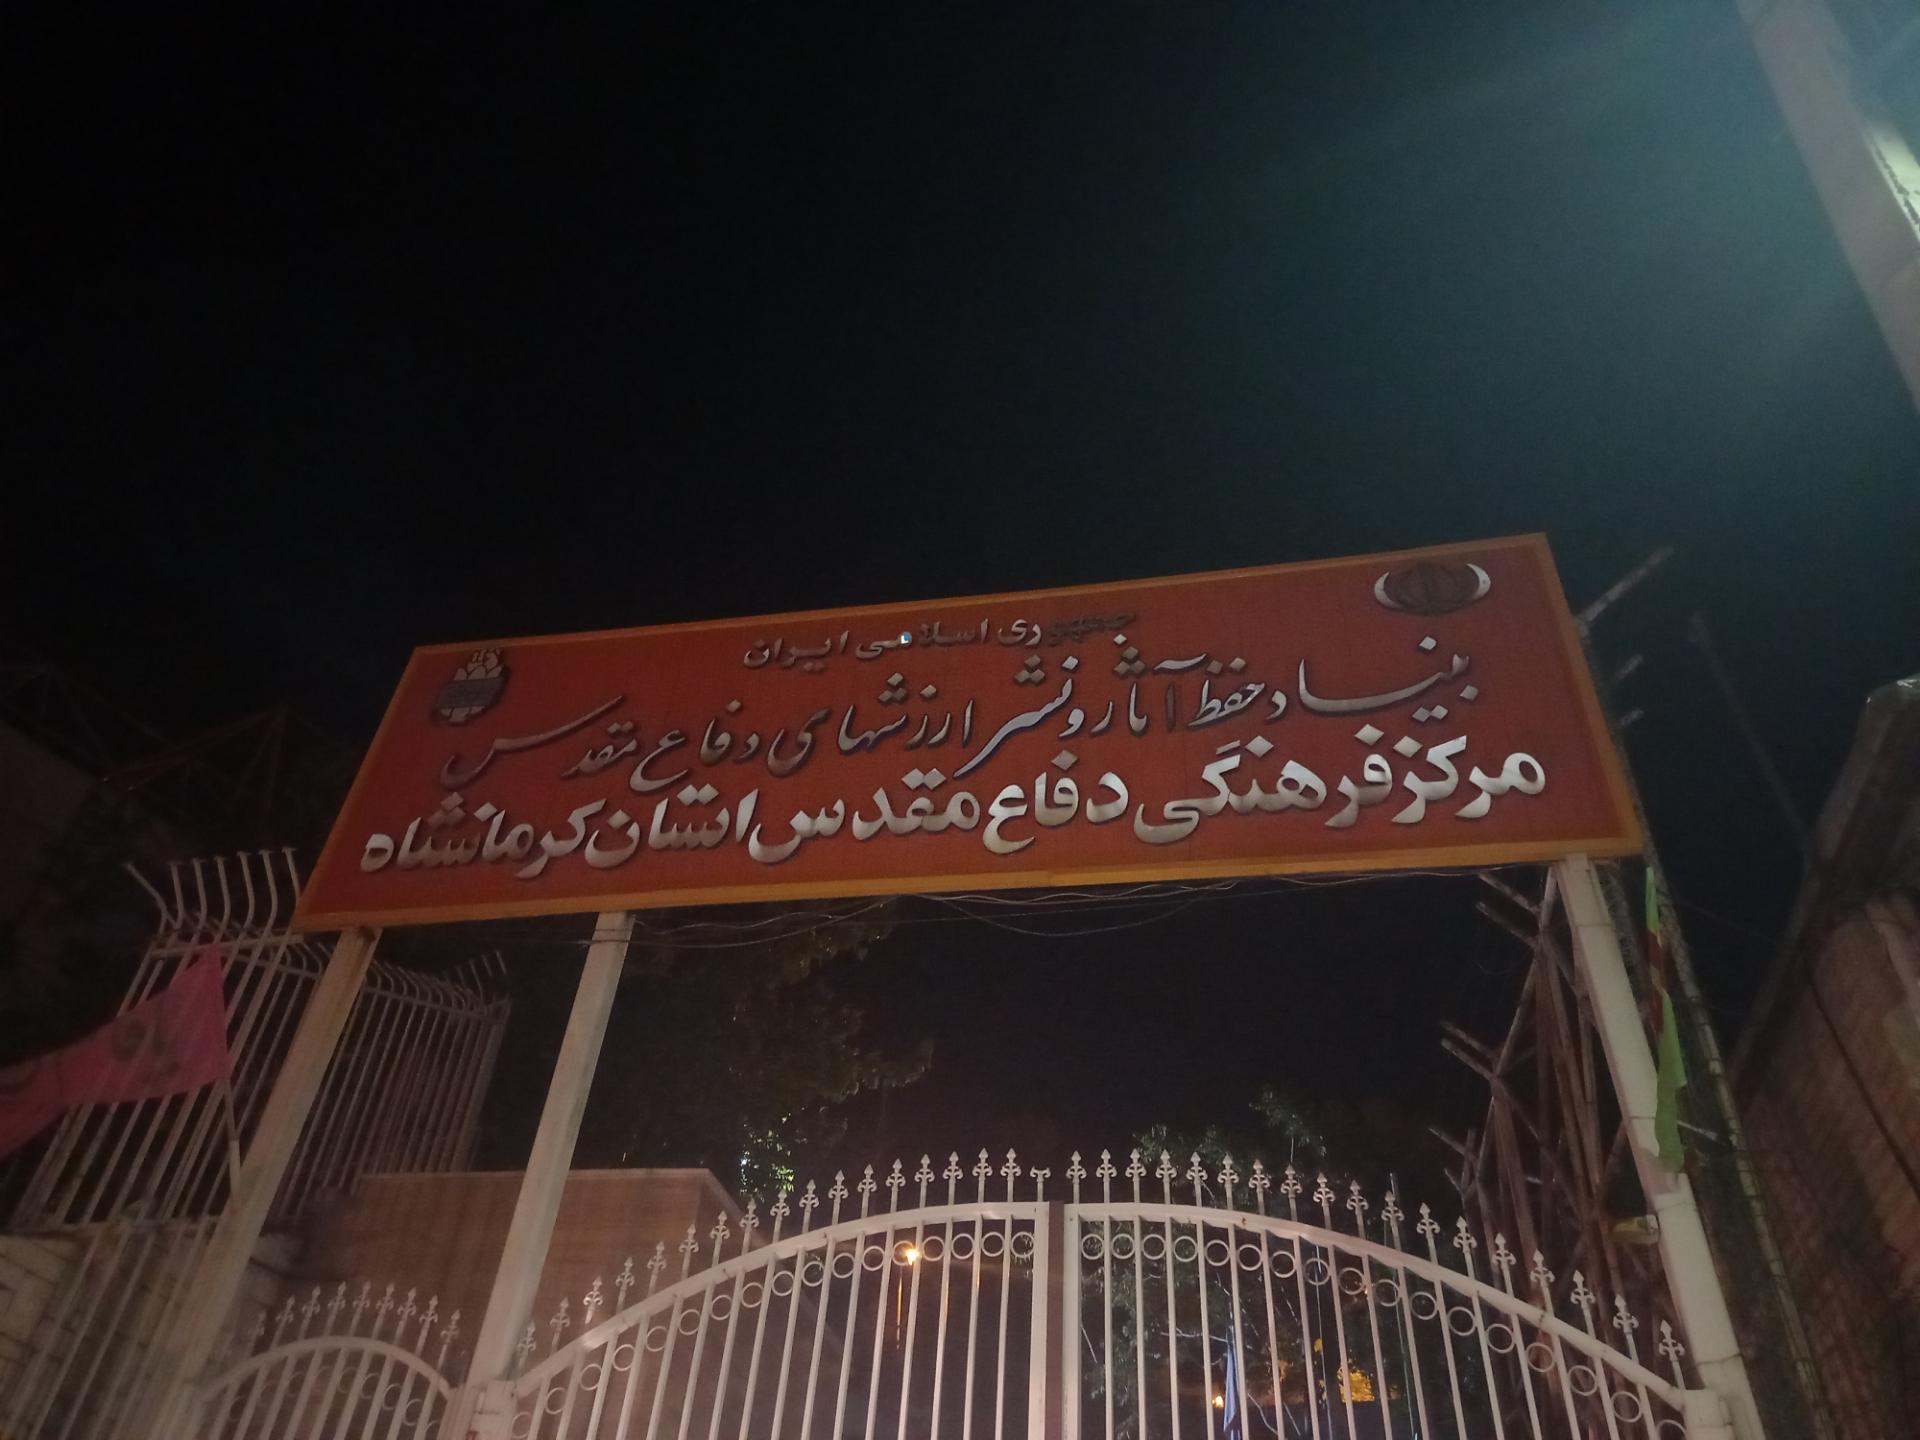 جمهوری اسلامی ایران
بنیاد حفظ آثار و نشر ارزشهای دفاع مقدس
مرکز فرهنگی دفاع مقدس استان کرمانشاه